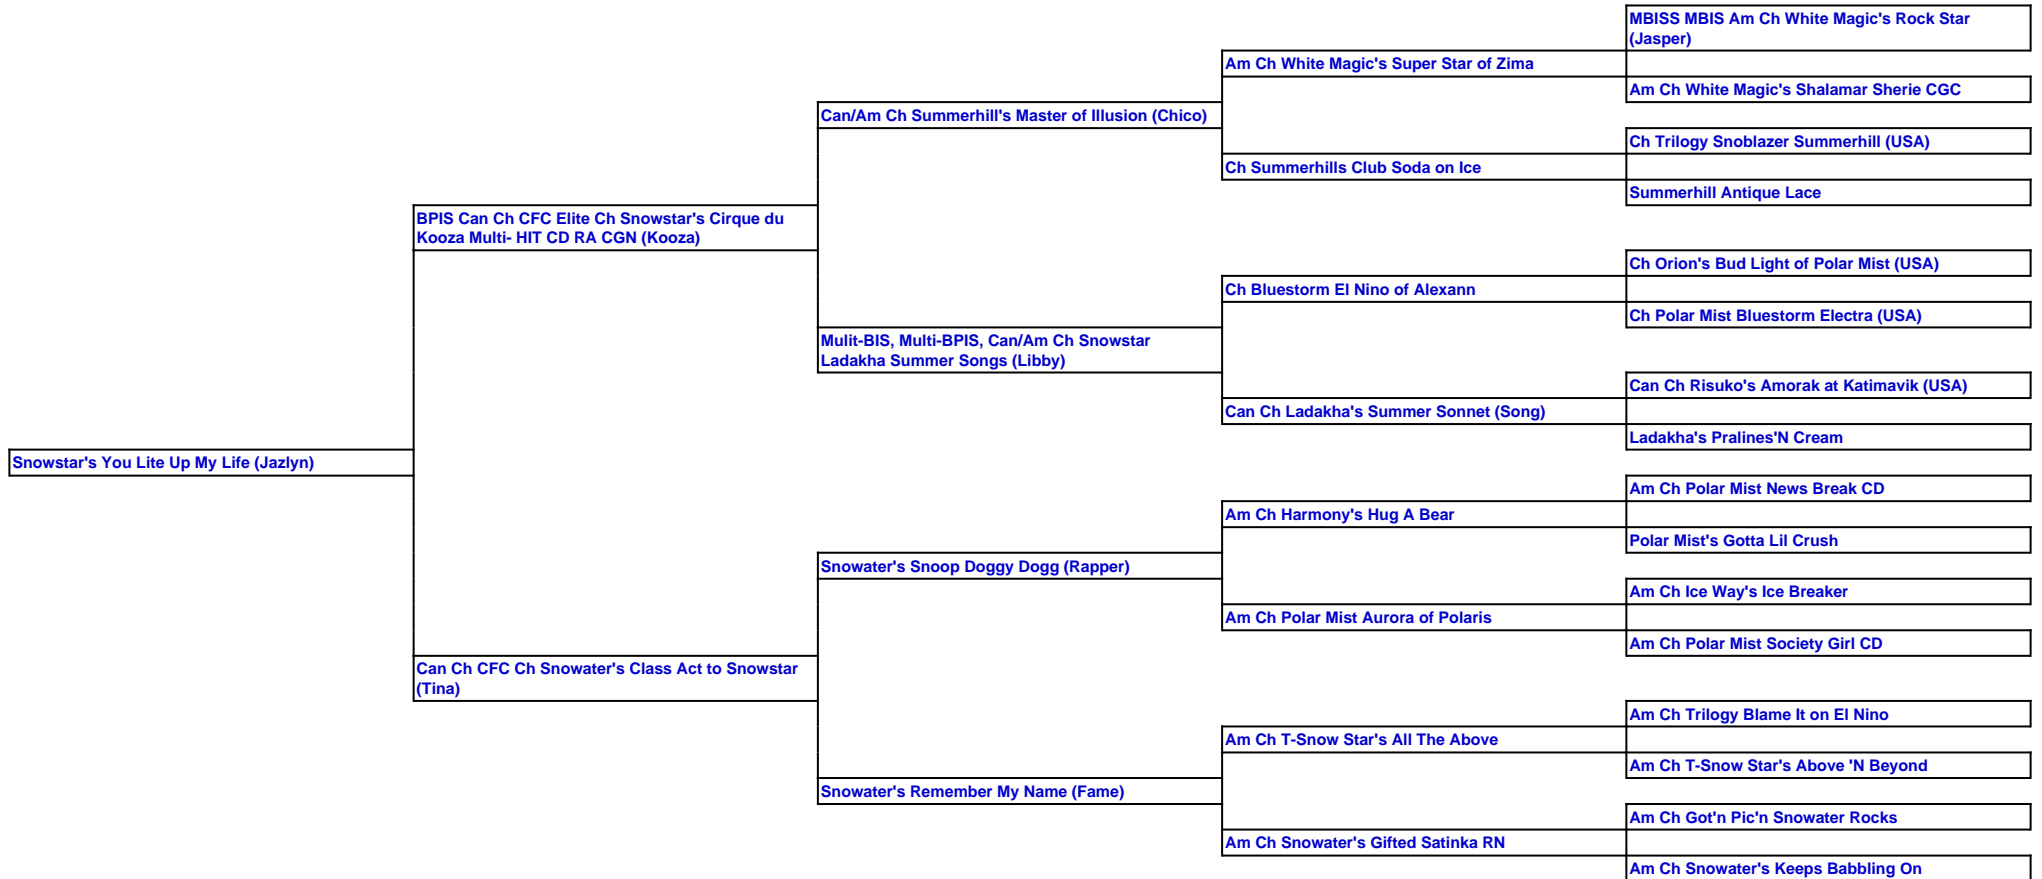 MBISS MBIS Am Ch White Magic's Rock Star
(Jasper)
Am Ch White Magic's Super Star of Zima
Am Ch White Magic's Shalamar Sherie CGC
Can/Am Ch Summerhill's Master of Illusion (Chico)
Ch Trilogy Snoblazer Summerhill (USA)
Ch Summerhills Club Soda on Ice
Summerhill Antique Lace
BPIS Can Ch CFC Elite Ch Snowstar's Cirque du
Kooza Multi- HIT CD RA CGN (Kooza)
Ch Orion's Bud Light of Polar Mist (USA)
Ch Bluestorm El Nino of Alexann
Ch Polar Mist Bluestorm Electra (USA)
Mulit-BIS, Multi-BPIS, Can/Am Ch Snowstar
Ladakha Summer Songs (Libby)
Can Ch Risuko's Amorak at Katimavik (USA)
Can Ch Ladakha's Summer Sonnet (Song)
Ladakha's Pralines'N Cream
Snowstar's You Lite Up My Life (Jazlyn)
Am Ch Polar Mist News Break CD
Am Ch Harmony's Hug A Bear
Polar Mist's Gotta Lil Crush
Snowater's Snoop Doggy Dogg (Rapper)
Am Ch Ice Way's Ice Breaker
Am Ch Polar Mist Aurora of Polaris
Am Ch Polar Mist Society Girl CD
Can Ch CFC Ch Snowater's Class Act to Snowstar
(Tina)
Am Ch Trilogy Blame It on El Nino
Am Ch T-Snow Star's All The Above
Am Ch T-Snow Star's Above 'N Beyond
Snowater's Remember My Name (Fame)
Am Ch Got'n Pic'n Snowater Rocks
Am Ch Snowater's Gifted Satinka RN
Am Ch Snowater's Keeps Babbling On